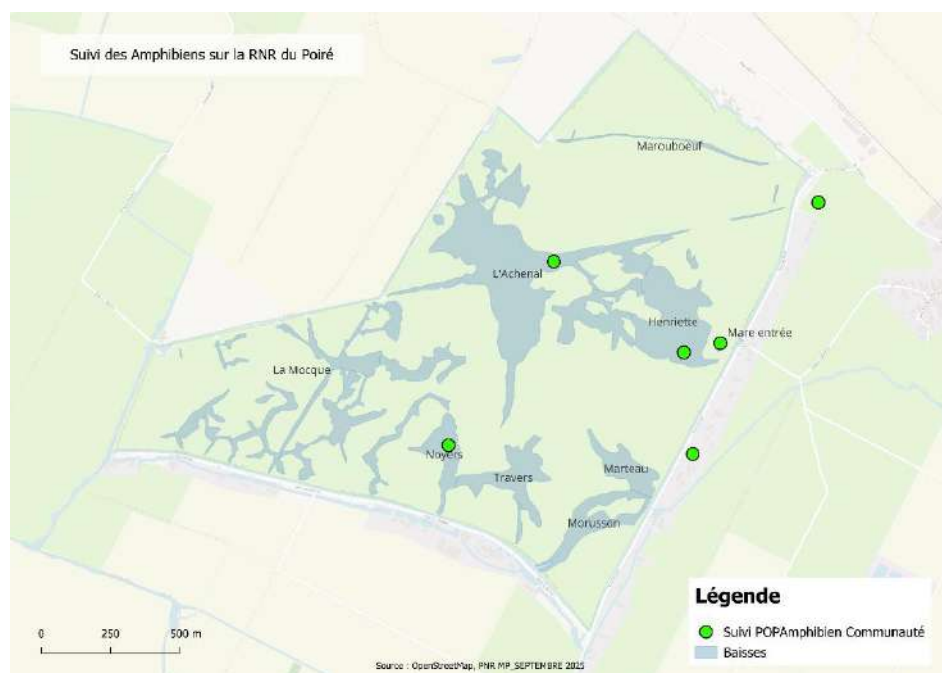 Suivi des Amphibiens sur la RNR du Poiré
Marouboeuf
L'Achenal
Henriette
Mare entrée
La Mocque
Noyers
Travers
Marteau
Morusson
Légende
Suivi POPAmphibien Communauté
Baisses
0 250 500 m
Source : OpenStreetMap, PNR MP_SEPTEMBRE 2025